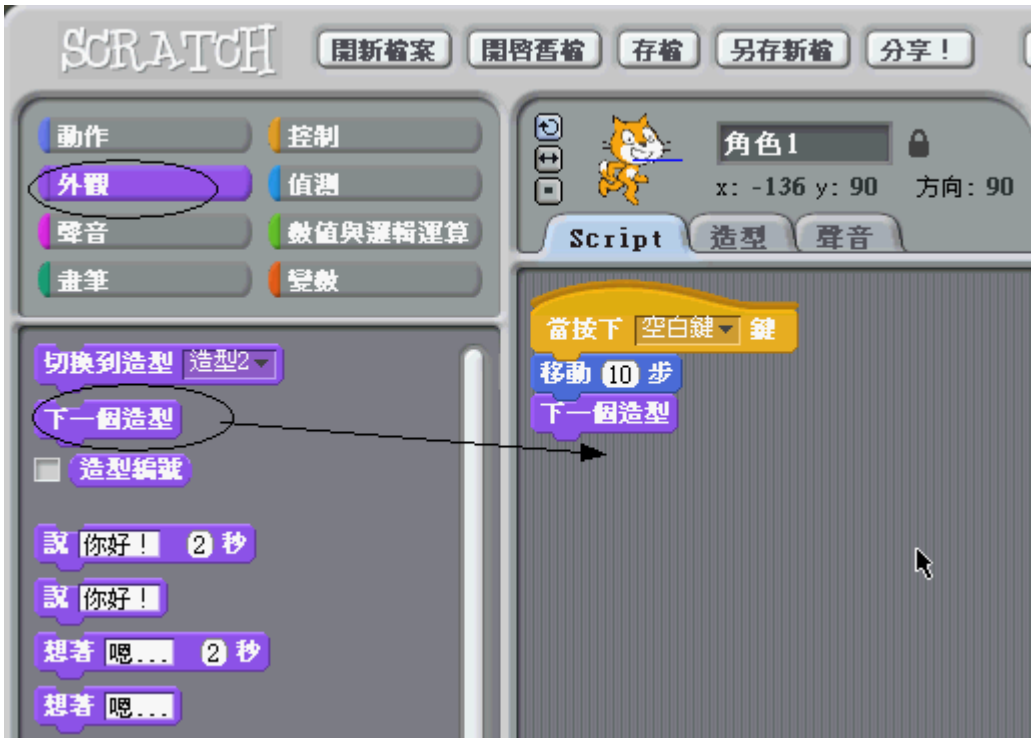 SCRATCH 開新檔案 開啓舊檔 存檔 另存新檔 分享！
動作 控制
外觀 偵測
聲音 數值與邏輯運算
畫筆 變數
角色1
x: -136 y: 90 方向: 90
Script 造型 聲音
切換到造型 造型2
下一個造型
造型編號
說 你好！ 2 秒
說 你好！
想著 嗯... 2 秒
想著 嗯...
當按下 空白鍵 鍵
移動 10 步
下一個造型